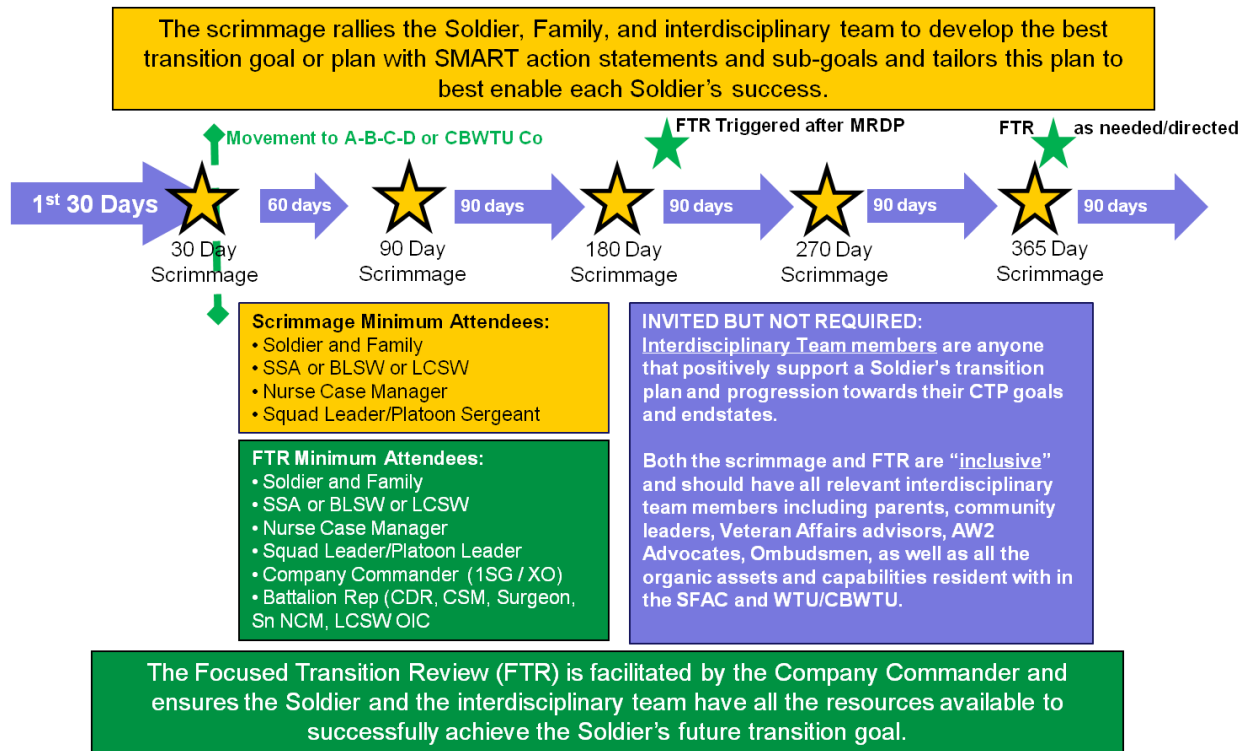 The scrimmage rallies the Soldier, Family, and interdisciplinary team to develop the best
transition goal or plan with SMART action statements and sub-goals and tailors this plan to
best enable each Soldier's success.
Movement to A-B-C-D or CBWTU Co
FTR Triggered after MRDP
FTR as needed/directed
1st 30 Days
60 days
90 days
90 days
90 days
90 days
30 Day
Scrimmage
90 Day
Scrimmage
180 Day
Scrimmage
270 Day
Scrimmage
365 Day
Scrimmage
Scrimmage Minimum Attendees:
• Soldier and Family
• SSA or BLSW or LCSW
• Nurse Case Manager
• Squad Leader/Platoon Sergeant
FTR Minimum Attendees:
• Soldier and Family
• SSA or BLSW or LCSW
• Nurse Case Manager
• Squad Leader/Platoon Leader
• Company Commander (1SG / XO)
• Battalion Rep (CDR, CSM, Surgeon,
Sn NCM, LCSW OIC
INVITED BUT NOT REQUIRED:
Interdisciplinary Team members are anyone
that positively support a Soldier's transition
plan and progression towards their CTP goals
and endstates.
Both the scrimmage and FTR are “inclusive”
and should have all relevant interdisciplinary
team members including parents, community
leaders, Veteran Affairs advisors, AW2
Advocates, Ombudsmen, as well as all the
organic assets and capabilities resident with in
the SFAC and WTU/CBWTU.
The Focused Transition Review (FTR) is facilitated by the Company Commander and
ensures the Soldier and the interdisciplinary team have all the resources available to
successfully achieve the Soldier's future transition goal.